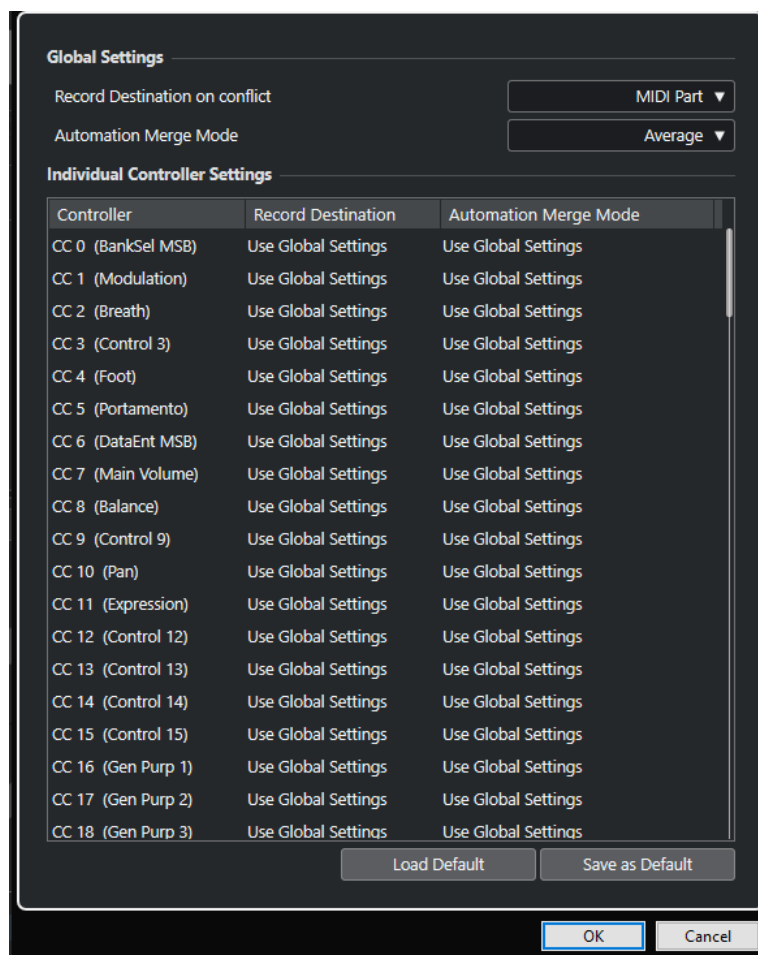 Global Settings
Record Destination on conflict MIDI Part ▼
Automation Merge Mode Average ▼
Individual Controller Settings
Controller Record Destination Automation Merge Mode
CC 0 (BankSel MSB) Use Global Settings Use Global Settings
CC 1 (Modulation) Use Global Settings Use Global Settings
CC 2 (Breath) Use Global Settings Use Global Settings
CC 3 (Control 3) Use Global Settings Use Global Settings
CC 4 (Foot) Use Global Settings Use Global Settings
CC 5 (Portamento) Use Global Settings Use Global Settings
CC 6 (DataEnt MSB) Use Global Settings Use Global Settings
CC 7 (Main Volume) Use Global Settings Use Global Settings
CC 8 (Balance) Use Global Settings Use Global Settings
CC 9 (Control 9) Use Global Settings Use Global Settings
CC 10 (Pan) Use Global Settings Use Global Settings
CC 11 (Expression) Use Global Settings Use Global Settings
CC 12 (Control 12) Use Global Settings Use Global Settings
CC 13 (Control 13) Use Global Settings Use Global Settings
CC 14 (Control 14) Use Global Settings Use Global Settings
CC 15 (Control 15) Use Global Settings Use Global Settings
CC 16 (Gen Purp 1) Use Global Settings Use Global Settings
CC 17 (Gen Purp 2) Use Global Settings Use Global Settings
CC 18 (Gen Purp 3) Use Global Settings Use Global Settings
Load Default Save as Default
OK Cancel